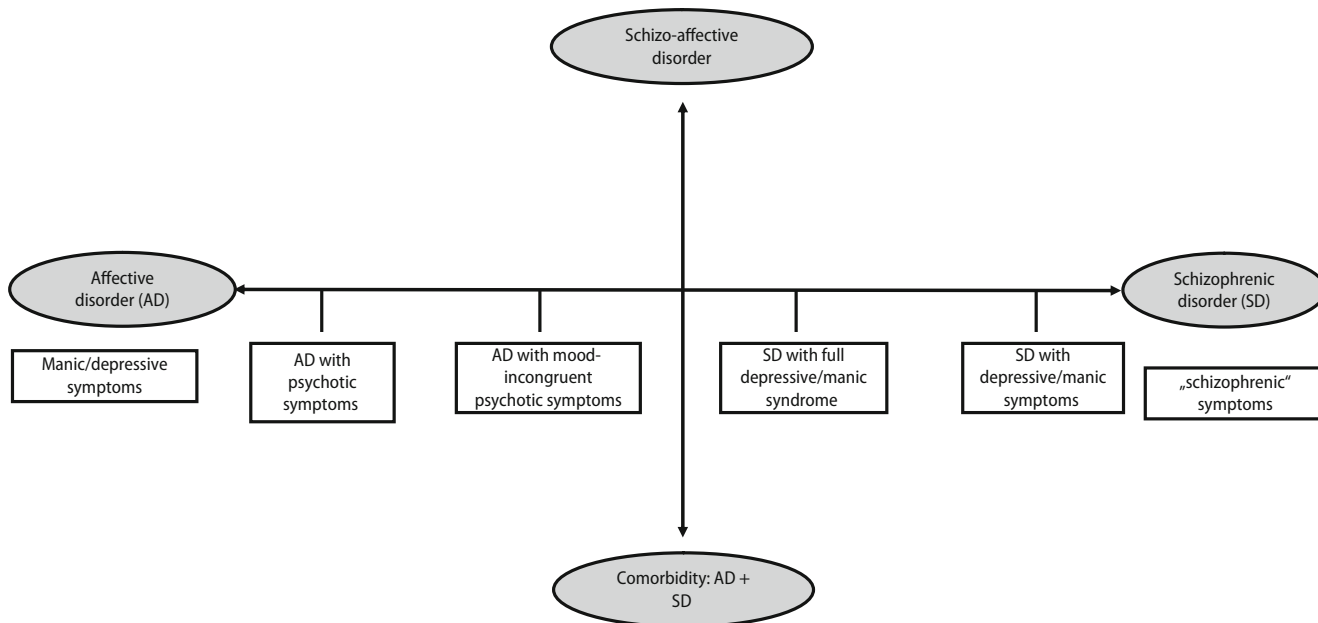 Schizo-affective
disorder
Affective
disorder (AD)
Schizophrenic
disorder (SD)
Manic/depressive
symptoms
AD with
psychotic
symptoms
AD with mood-
incongruent
psychotic symptoms
SD with full
depressive/manic
syndrome
SD with
depressive/manic
symptoms
„schizophrenic“
symptoms
Comorbidity: AD +
SD